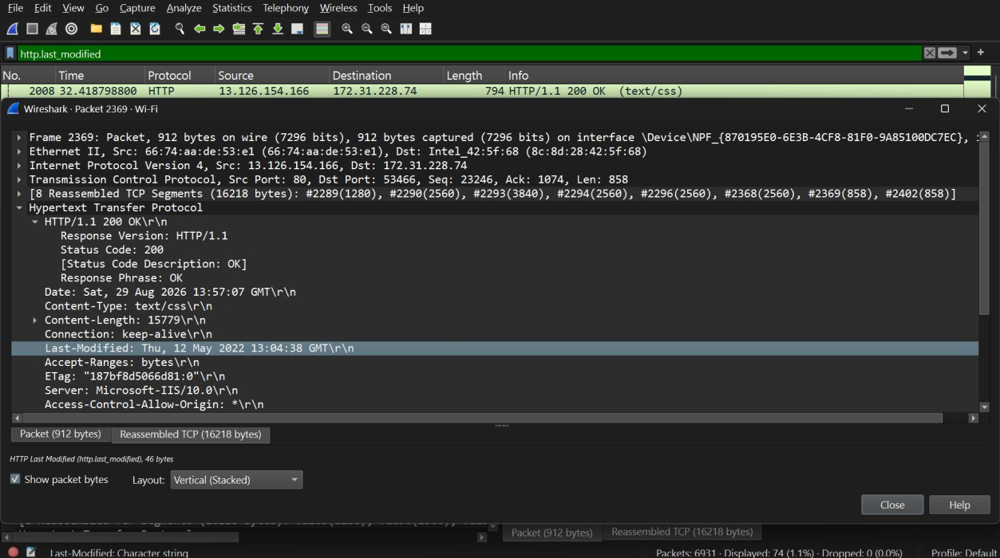 File Edit View Go Capture Analyze Statistics Telephony Wireless Tools Help
http.last_modified
No. Time Protocol Source Destination Length Info
2008 32.418798800 HTTP 13.126.154.166 172.31.228.74 794 HTTP/1.1 200 OK (text/css)
Wireshark · Packet 2369 · Wi-Fi
Frame 2369: Packet, 912 bytes on wire (7296 bits), 912 bytes captured (7296 bits) on interface \Device\NPF_{870195E0-6E3B-4CF8-81F0-9A85100DC7EC},
Ethernet II, Src: 66:74:aa:de:53:e1 (66:74:aa:de:53:e1), Dst: Intel_42:5f:68 (8c:8d:28:42:5f:68)
Internet Protocol Version 4, Src: 13.126.154.166, Dst: 172.31.228.74
Transmission Control Protocol, Src Port: 80, Dst Port: 53466, Seq: 23246, Ack: 1074, Len: 858
[8 Reassembled TCP Segments (16218 bytes): #2289(1280), #2290(2560), #2293(3840), #2294(2560), #2296(2560), #2368(2560), #2369(858), #2402(858)]
Hypertext Transfer Protocol
HTTP/1.1 200 OK\r\n
Response Version: HTTP/1.1
Status Code: 200
[Status Code Description: OK]
Response Phrase: OK
Date: Sat, 29 Aug 2026 13:57:07 GMT\r\n
Content-Type: text/css\r\n
Content-Length: 15779\r\n
Connection: keep-alive\r\n
Last-Modified: Thu, 12 May 2022 13:04:38 GMT\r\n
Accept-Ranges: bytes\r\n
ETag: "187bf8d5066d81:0"\r\n
Server: Microsoft-IIS/10.0\r\n
Access-Control-Allow-Origin: *\r\n
Packet (912 bytes) Reassembled TCP (16218 bytes)
HTTP Last Modified (http.last_modified), 46 bytes
Show packet bytes Layout: Vertical (Stacked)
Close Help
Packet (912 bytes) Reassembled TCP (16218 bytes)
Last-Modified: Character string Packets: 6931 · Displayed: 74 (1.1%) · Dropped: 0 (0.0%) Profile: Default